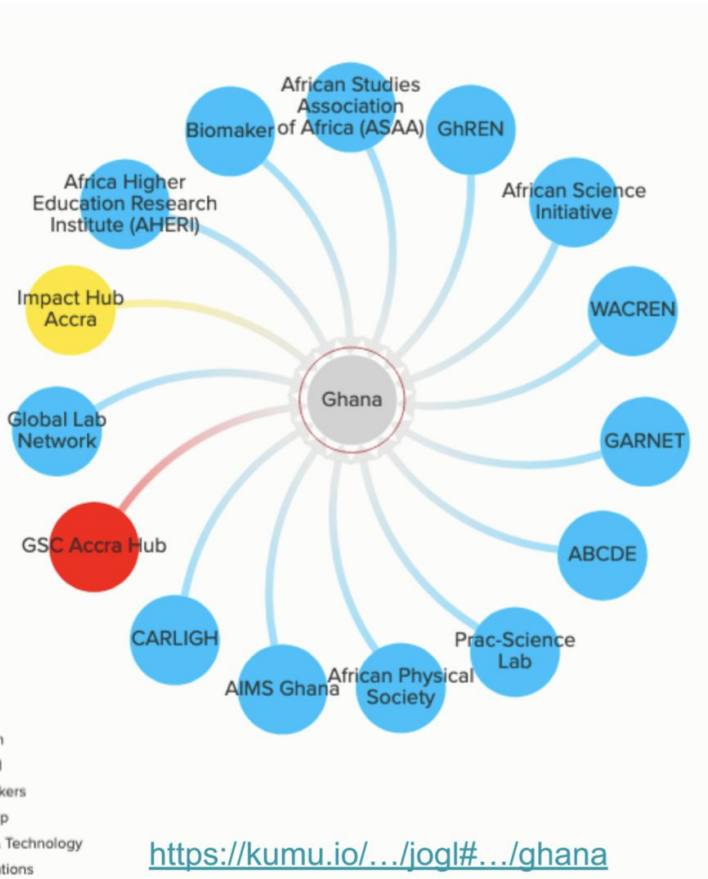 African Studies
Association
of Africa (ASAA)
Biomaker
GhREN
Africa Higher
Education Research
Institute (AHERI)
African Science
Initiative
Impact Hub
Accra
WACREN
Ghana
Global Lab
Network
GARNET
GSC Accra Hub
ABCDE
CARLIGH
Prac-Science
Lab
AIMS Ghana
African Physical
Society
kers
p
Technology
tions
https://kumu.io/…/jogl#…/ghana